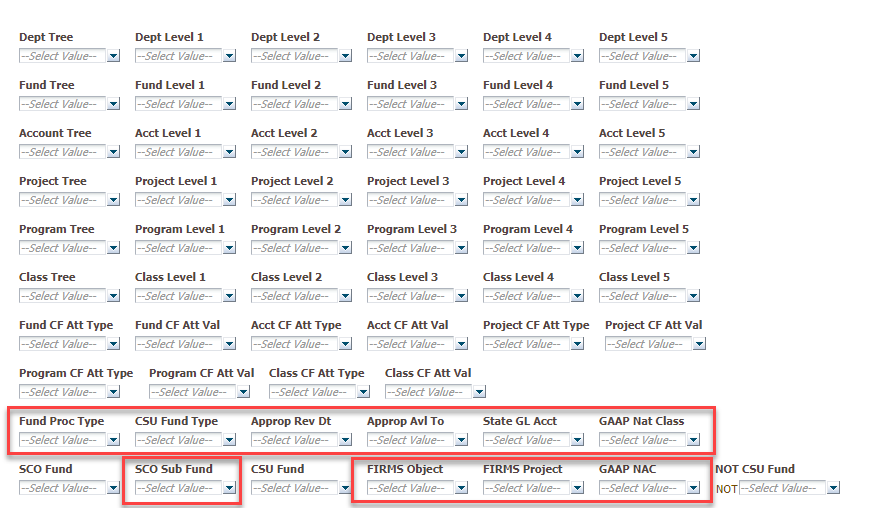 Dept Tree Dept Level 1 Dept Level 2 Dept Level 3 Dept Level 4 Dept Level 5
--Select Value-- --Select Value-- --Select Value-- --Select Value-- --Select Value-- --Select Value--
Fund Tree Fund Level 1 Fund Level 2 Fund Level 3 Fund Level 4 Fund Level 5
--Select Value-- --Select Value-- --Select Value-- --Select Value-- --Select Value-- --Select Value--
Account Tree Acct Level 1 Acct Level 2 Acct Level 3 Acct Level 4 Acct Level 5
--Select Value-- --Select Value-- --Select Value-- --Select Value-- --Select Value-- --Select Value--
Project Tree Project Level 1 Project Level 2 Project Level 3 Project Level 4 Project Level 5
--Select Value-- --Select Value-- --Select Value-- --Select Value-- --Select Value-- --Select Value--
Program Tree Program Level 1 Program Level 2 Program Level 3 Program Level 4 Program Level 5
--Select Value-- --Select Value-- --Select Value-- --Select Value-- --Select Value-- --Select Value--
Class Tree Class Level 1 Class Level 2 Class Level 3 Class Level 4 Class Level 5
--Select Value-- --Select Value-- --Select Value-- --Select Value-- --Select Value-- --Select Value--
Fund CF Att Type Fund CF Att Val Acct CF Att Type Acct CF Att Val Project CF Att Type Project CF Att Val
--Select Value-- --Select Value-- --Select Value-- --Select Value-- --Select Value-- --Select Value--
Program CF Att Type Program CF Att Val Class CF Att Type Class CF Att Val
--Select Value-- --Select Value-- --Select Value-- --Select Value--
Fund Proc Type CSU Fund Type Approp Rev Dt Approp Avl To State GL Acct GAAP Nat Class
--Select Value-- --Select Value-- --Select Value-- --Select Value-- --Select Value-- --Select Value--
SCO Fund SCO Sub Fund CSU Fund FIRMS Object FIRMS Project GAAP NAC NOT CSU Fund
--Select Value-- --Select Value-- --Select Value-- --Select Value-- --Select Value-- --Select Value-- NOT --Select Value--